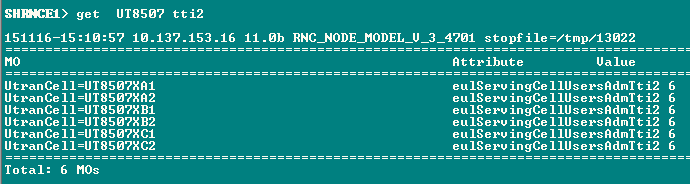 SHRNCE1> get  UT8507 tti2
151116-15:10:57 10.137.153.16 11.0b RNC_NODE_MODEL_V_3_4701 stopfile=/tmp/13022
=================================================================================
MO Attribute Value
=================================================================================
UtranCell=UT8507XA1 eulServingCellUsersAdmTti2 6
UtranCell=UT8507XA2 eulServingCellUsersAdmTti2 6
UtranCell=UT8507XB1 eulServingCellUsersAdmTti2 6
UtranCell=UT8507XB2 eulServingCellUsersAdmTti2 6
UtranCell=UT8507XC1 eulServingCellUsersAdmTti2 6
UtranCell=UT8507XC2 eulServingCellUsersAdmTti2 6
=================================================================================
Total: 6 MOs